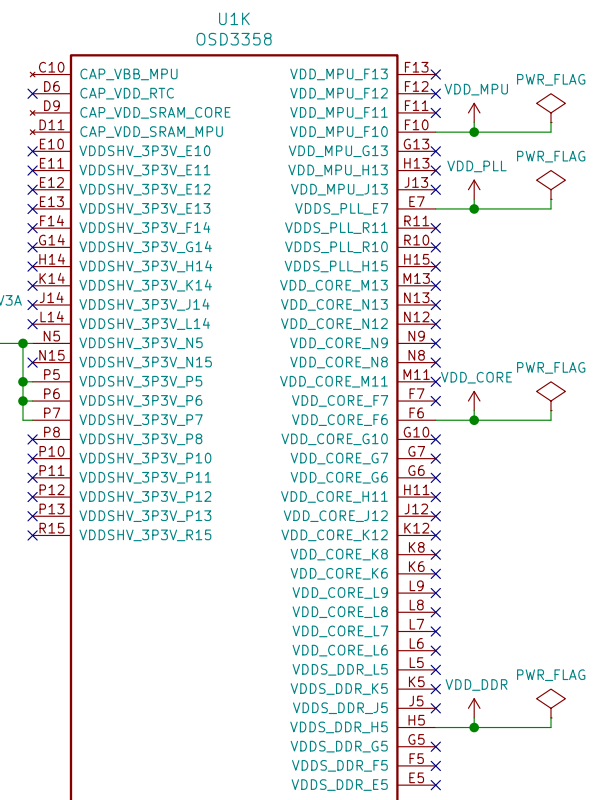 U1K
OSD3358
C10 CAP_VBB_MPU VDD_MPU_F13 F13
D6 CAP_VDD_RTC VDD_MPU_F12 F12 VDD_MPU PWR_FLAG
D9 CAP_VDD_SRAM_CORE VDD_MPU_F11 F11
D11 CAP_VDD_SRAM_MPU VDD_MPU_F10 F10
E10 VDDSHV_3P3V_E10 VDD_MPU_G13 G13
E11 VDDSHV_3P3V_E11 VDD_MPU_H13 H13 VDD_PLL PWR_FLAG
E12 VDDSHV_3P3V_E12 VDD_MPU_J13 J13
E13 VDDSHV_3P3V_E13 VDDS_PLL_E7 E7
F14 VDDSHV_3P3V_F14 VDDS_PLL_R11 R11
G14 VDDSHV_3P3V_G14 VDDS_PLL_R10 R10
H14 VDDSHV_3P3V_H14 VDDS_PLL_H15 H15
K14 VDDSHV_3P3V_K14 VDD_CORE_M13 M13
V3A J14 VDDSHV_3P3V_J14 VDD_CORE_N13 N13
L14 VDDSHV_3P3V_L14 VDD_CORE_N12 N12
N5 VDDSHV_3P3V_N5 VDD_CORE_N9 N9
N15 VDDSHV_3P3V_N15 VDD_CORE_N8 N8
P5 VDDSHV_3P3V_P5 VDD_CORE_M11 M11 VDD_CORE PWR_FLAG
P6 VDDSHV_3P3V_P6 VDD_CORE_F7 F7
P7 VDDSHV_3P3V_P7 VDD_CORE_F6 F6
P8 VDDSHV_3P3V_P8 VDD_CORE_G10 G10
P10 VDDSHV_3P3V_P10 VDD_CORE_G7 G7
P11 VDDSHV_3P3V_P11 VDD_CORE_G6 G6
P12 VDDSHV_3P3V_P12 VDD_CORE_H11 H11
P13 VDDSHV_3P3V_P13 VDD_CORE_J12 J12
R15 VDDSHV_3P3V_R15 VDD_CORE_K12 K12
VDD_CORE_K8 K8
VDD_CORE_K6 K6
VDD_CORE_L9 L9
VDD_CORE_L8 L8
VDD_CORE_L7 L7
VDD_CORE_L6 L6
VDDS_DDR_L5 L5
VDDS_DDR_K5 K5 VDD_DDR PWR_FLAG
VDDS_DDR_J5 J5
VDDS_DDR_H5 H5
VDDS_DDR_G5 G5
VDDS_DDR_F5 F5
VDDS_DDR_E5 E5